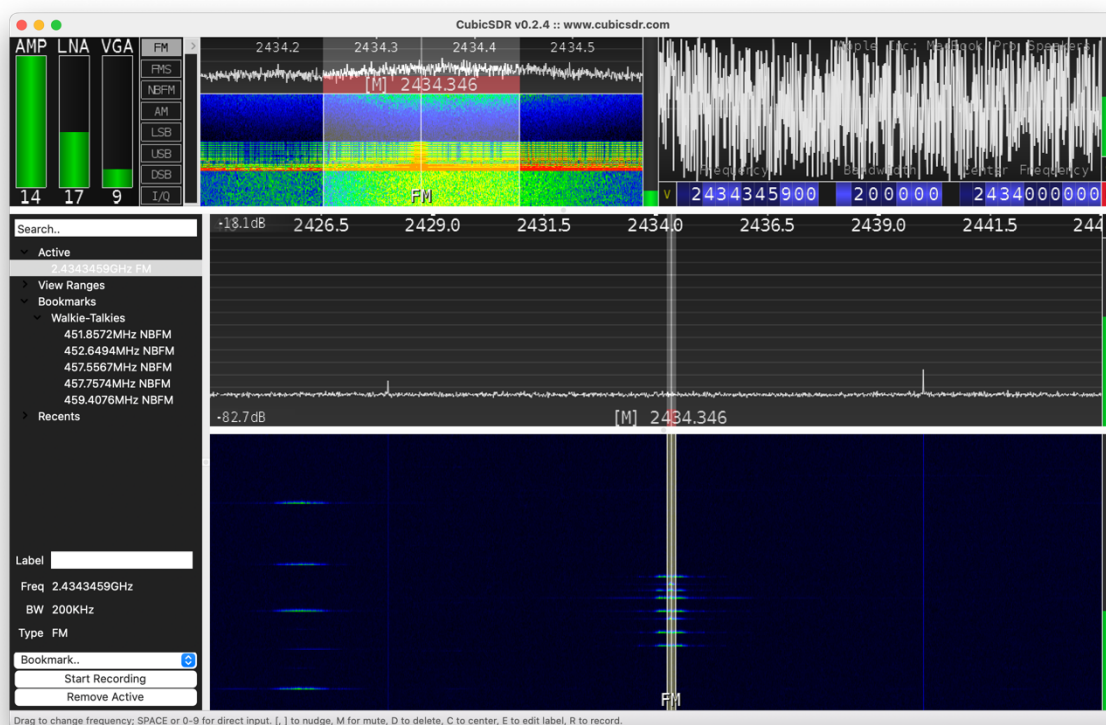 CubicSDR v0.2.4 :: www.cubicsdr.com
AMP LNA VGA
14 17 9
FM
FMS
NBFM
AM
LSB
USB
DSB
I/Q
2434.2 2434.3 2434.4 2434.5
[M] 2434.346
FM
Apple Inc.: MacBook Pro Speakers
Frequency Bandwidth Center Frequency
V 2434345900 200000 2434000000
Search..
Active
2.4343459GHz FM
View Ranges
Bookmarks
Walkie-Talkies
451.8572MHz NBFM
452.6494MHz NBFM
457.5567MHz NBFM
457.7574MHz NBFM
459.4076MHz NBFM
Recents
-18.1dB 2426.5 2429.0 2431.5 2434.0 2436.5 2439.0 2441.5 244
-82.7dB [M] 2434.346
FM
Label
Freq 2.4343459GHz
BW 200KHz
Type FM
Bookmark..
Start Recording
Remove Active
Drag to change frequency; SPACE or 0-9 for direct input. [, ] to nudge, M for mute, D to delete, C to center, E to edit label, R to record.